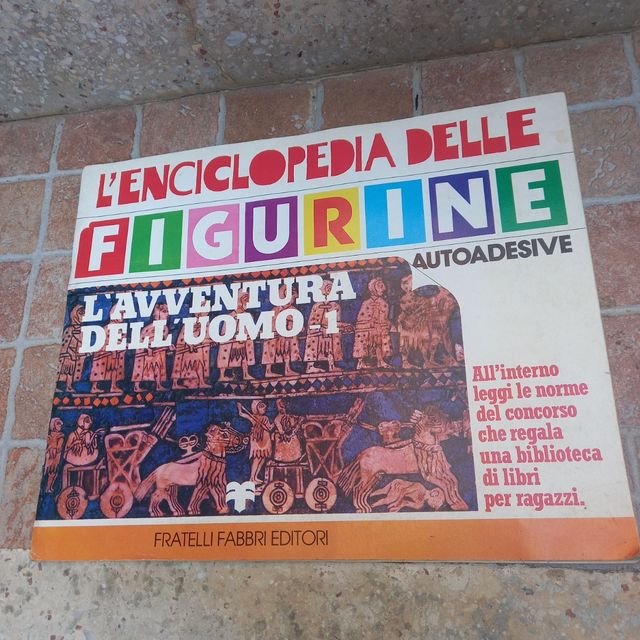 L'ENCICLOPEDIA DELLE
FIGURINE
AUTOADESIVE
L'AVVENTURA
DELL'UOMO-1
All'interno
leggi le norme
del concorso
che regala
una biblioteca
di libri
per ragazzi.
FRATELLI FABBRI EDITORI